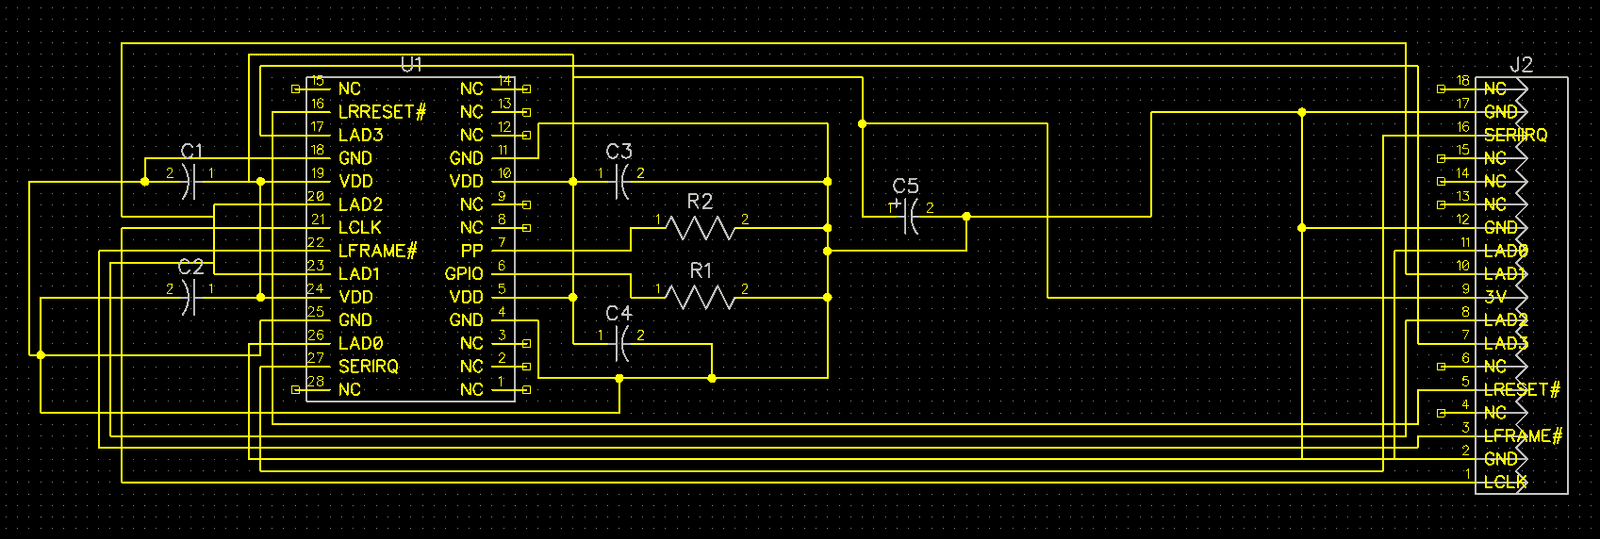 U1
J2
15 NC
NC 14
16 LRRESET#
NC 13
17 LAD3
NC 12
18 GND
GND 11
19 VDD
VDD 10
20 LAD2
NC 9
21 LCLK
NC 8
22 LFRAME#
PP 7
23 LAD1
GPIO 6
24 VDD
VDD 5
25 GND
GND 4
26 LAD0
NC 3
27 SERIRQ
NC 2
28 NC
NC 1
C1
2 1
C2
2 1
C3
1 2
R2
1 2
R1
1 2
C4
1 2
C5
1 + 2
18 NC
17 GND
16 SERIRQ
15 NC
14 NC
13 NC
12 GND
11 LAD0
10 LAD1
9 3V
8 LAD2
7 LAD3
6 NC
5 LRESET#
4 NC
3 LFRAME#
2 GND
1 LCLK